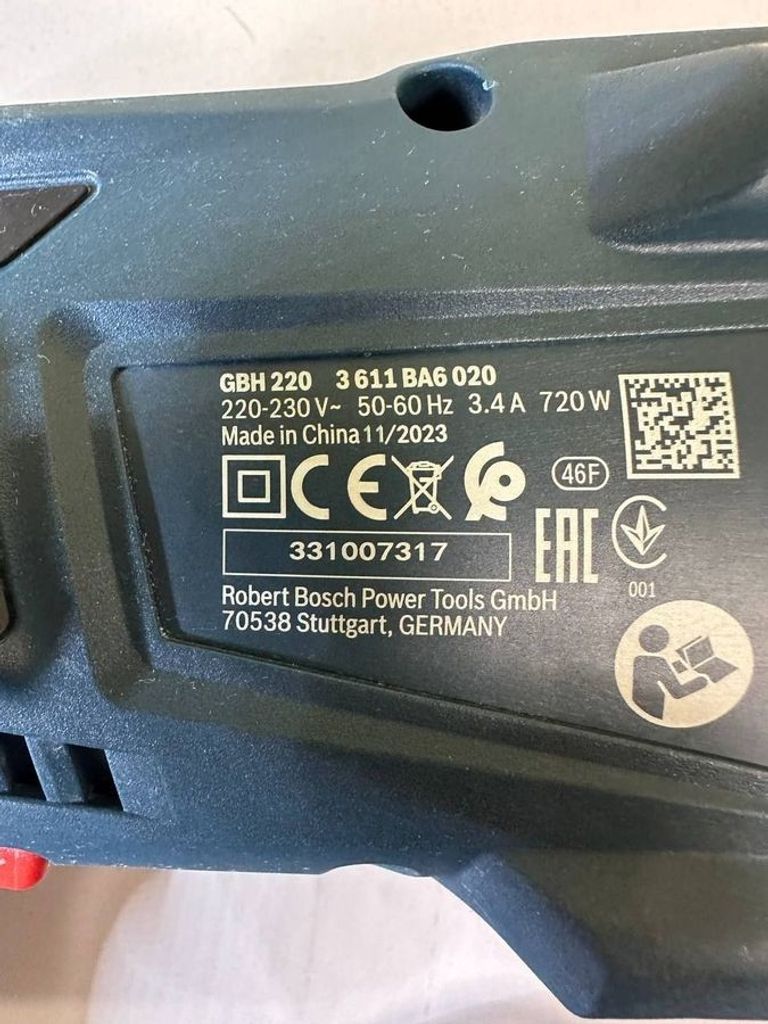 GBH 220 3 611 BA6 020
220-230 V~ 50-60 Hz 3.4 A 720 W
Made in China 11/2023
CE
46F
331007317
EAC
001
Robert Bosch Power Tools GmbH
70538 Stuttgart, GERMANY